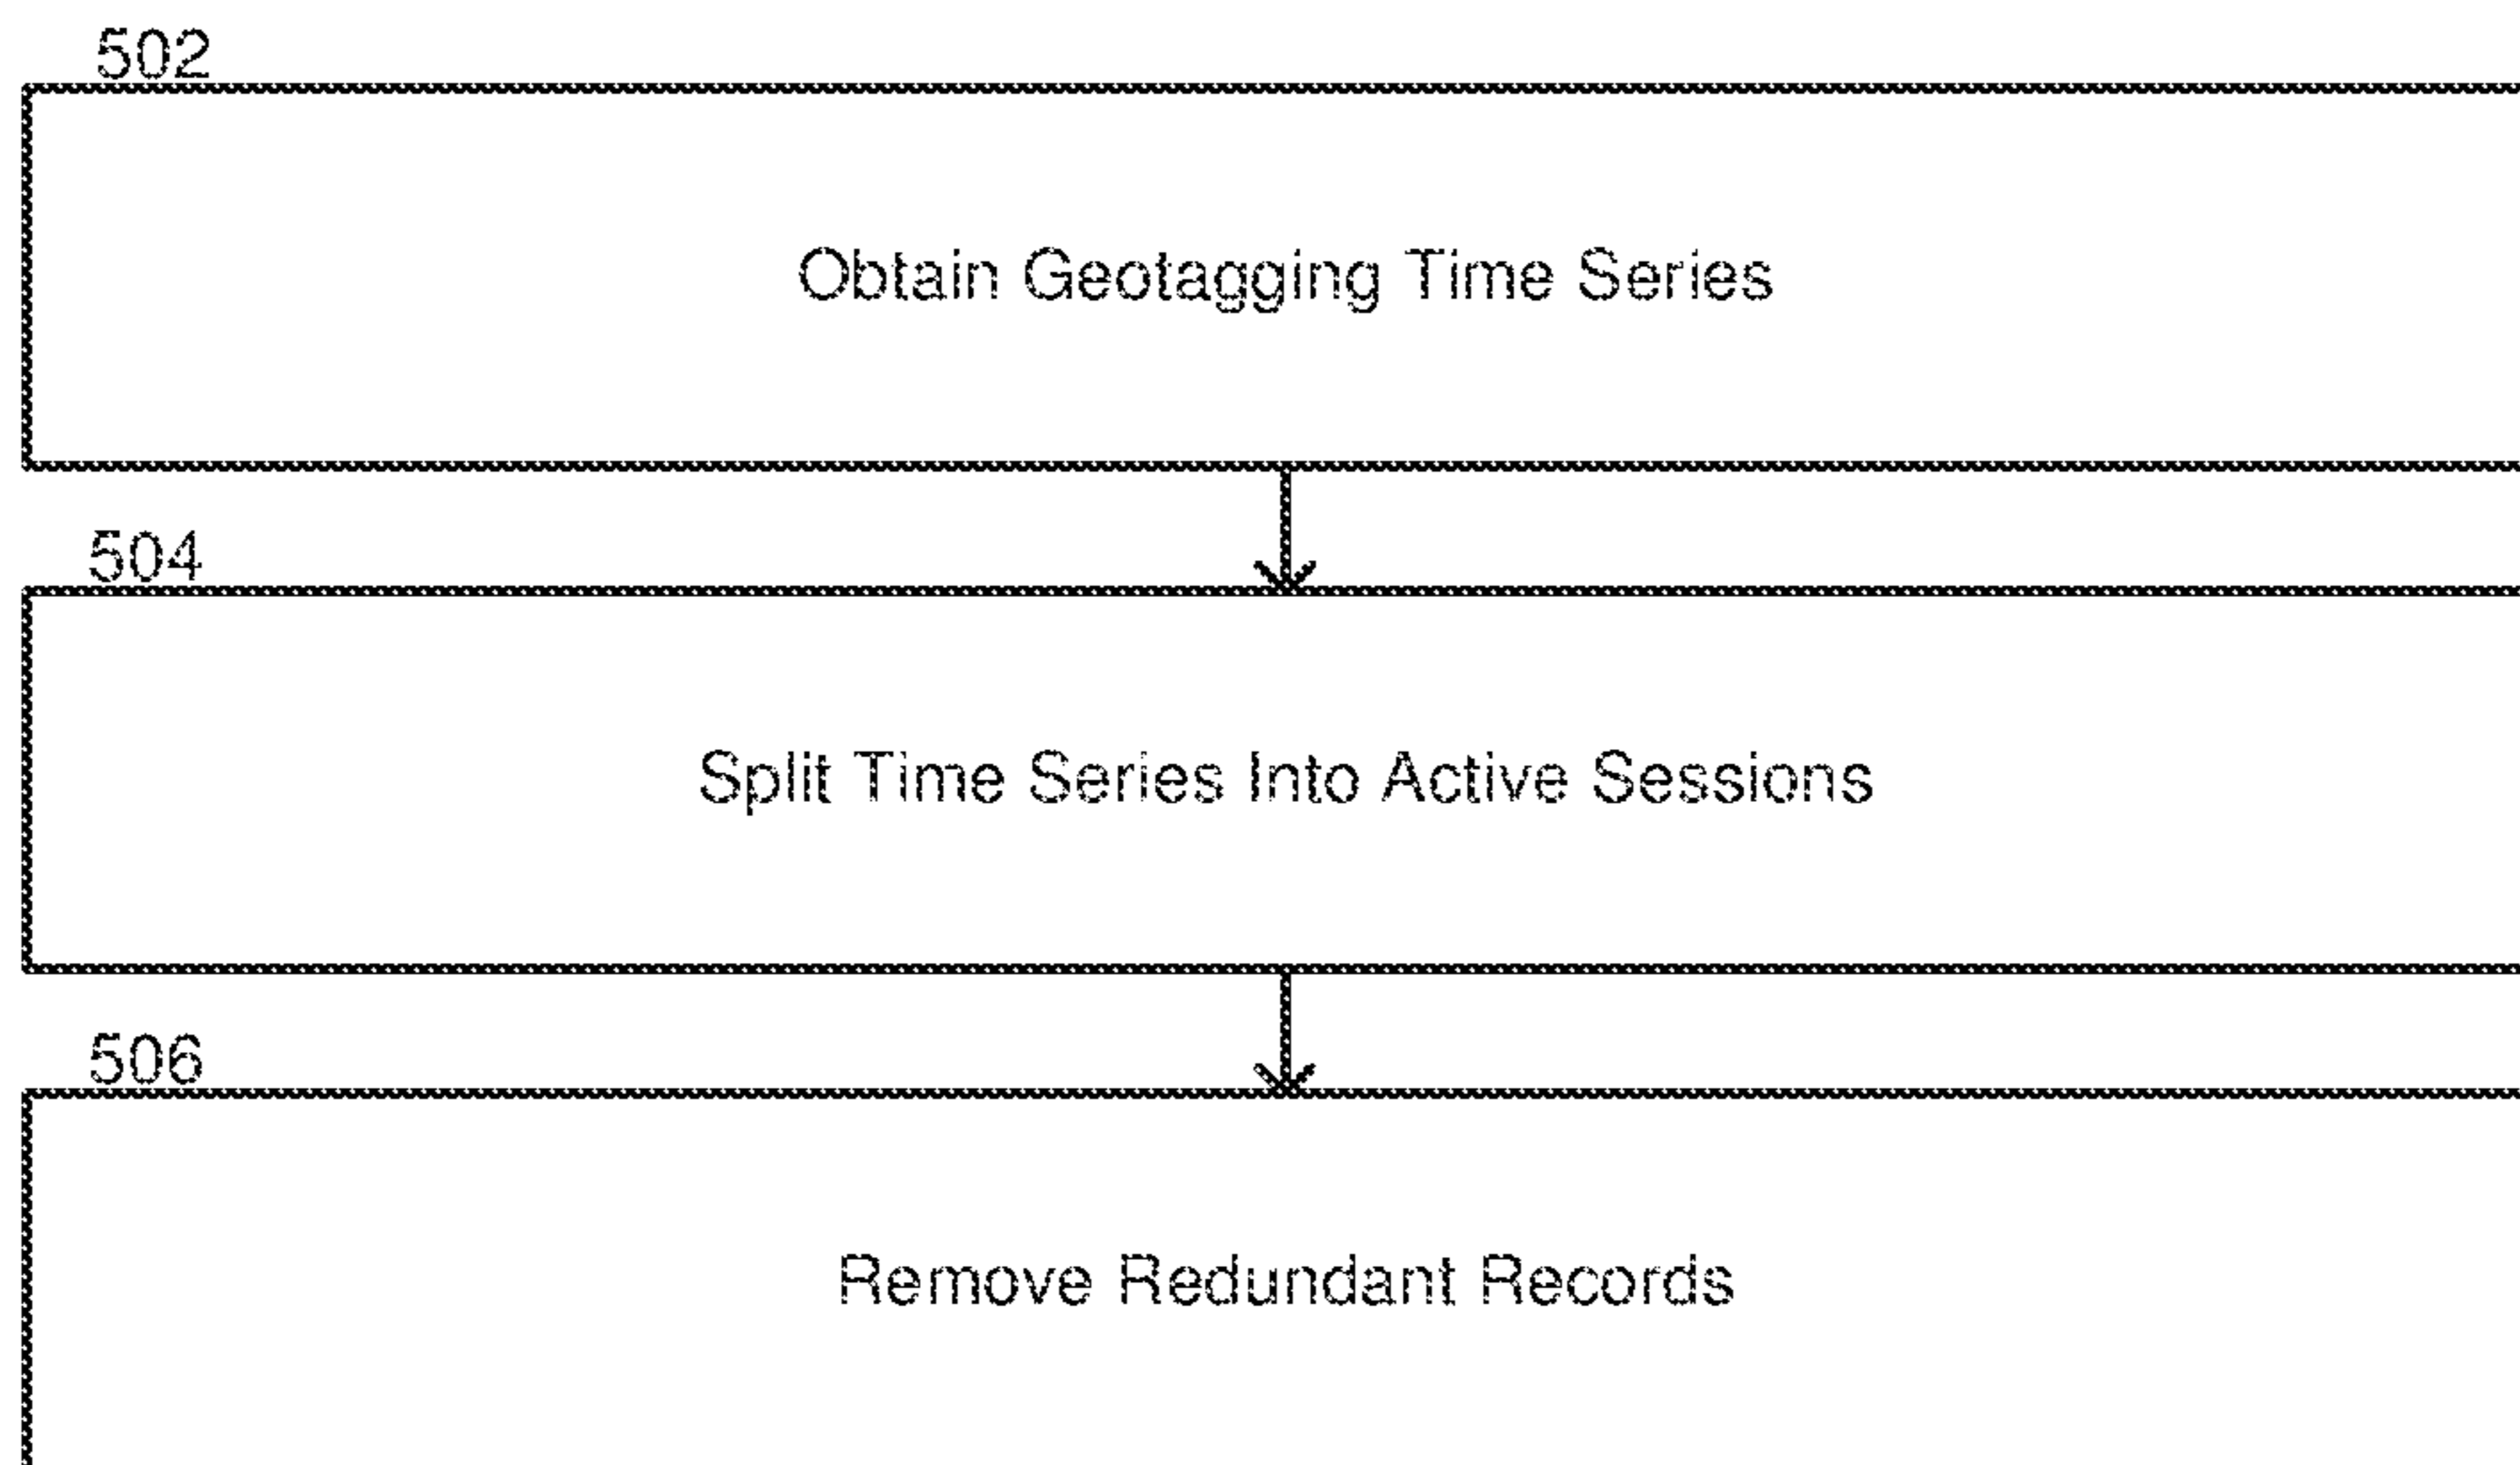 502
Obtain Geotagging Time Series
504
Split Time Series Into Active Sessions
506
Remove Redundant Records